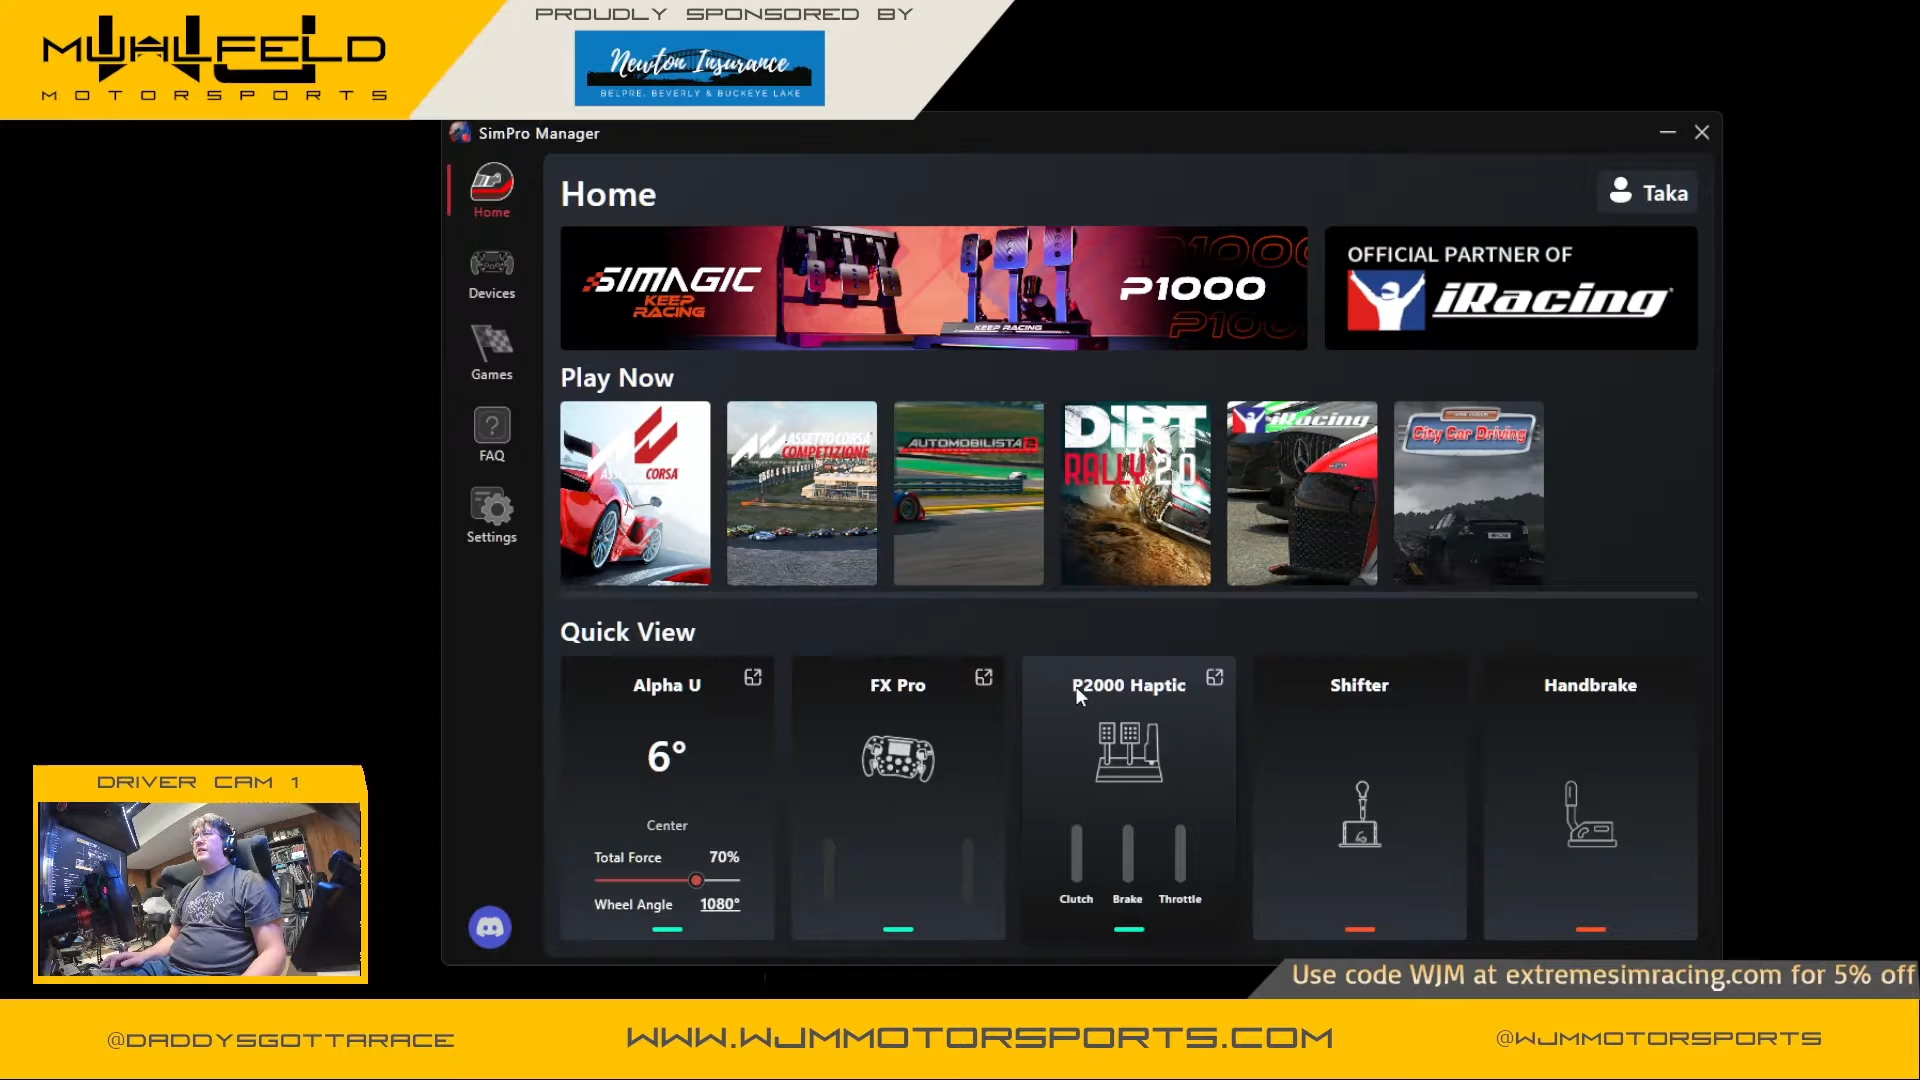 MUHLFELD
MOTORSPORTS
PROUDLY SPONSORED BY
Newton Insurance
BELPRE, BEVERLY & BUCKEYE LAKE
SimPro Manager
Home
Devices
Games
FAQ
Settings
Home
Taka
SIMAGIC
KEEP
RACING
KEEP RACING
P1000
OFFICIAL PARTNER OF
iRacing
Play Now
CORSA
ASSETTO CORSA
COMPETIZIONE
AUTOMOBILISTA 2
DiRT
RALLY 2.0
iRacing
City Car Driving
Quick View
Alpha U
6°
Center
Total Force 70%
Wheel Angle 1080°
FX Pro
P2000 Haptic
Clutch Brake Throttle
Shifter
Handbrake
DRIVER CAM 1
Use code WJM at extremesimracing.com for 5% off
@DADDYSGOTTARACE
WWW.WJMMOTORSPORTS.COM
@WJMMOTORSPORTS